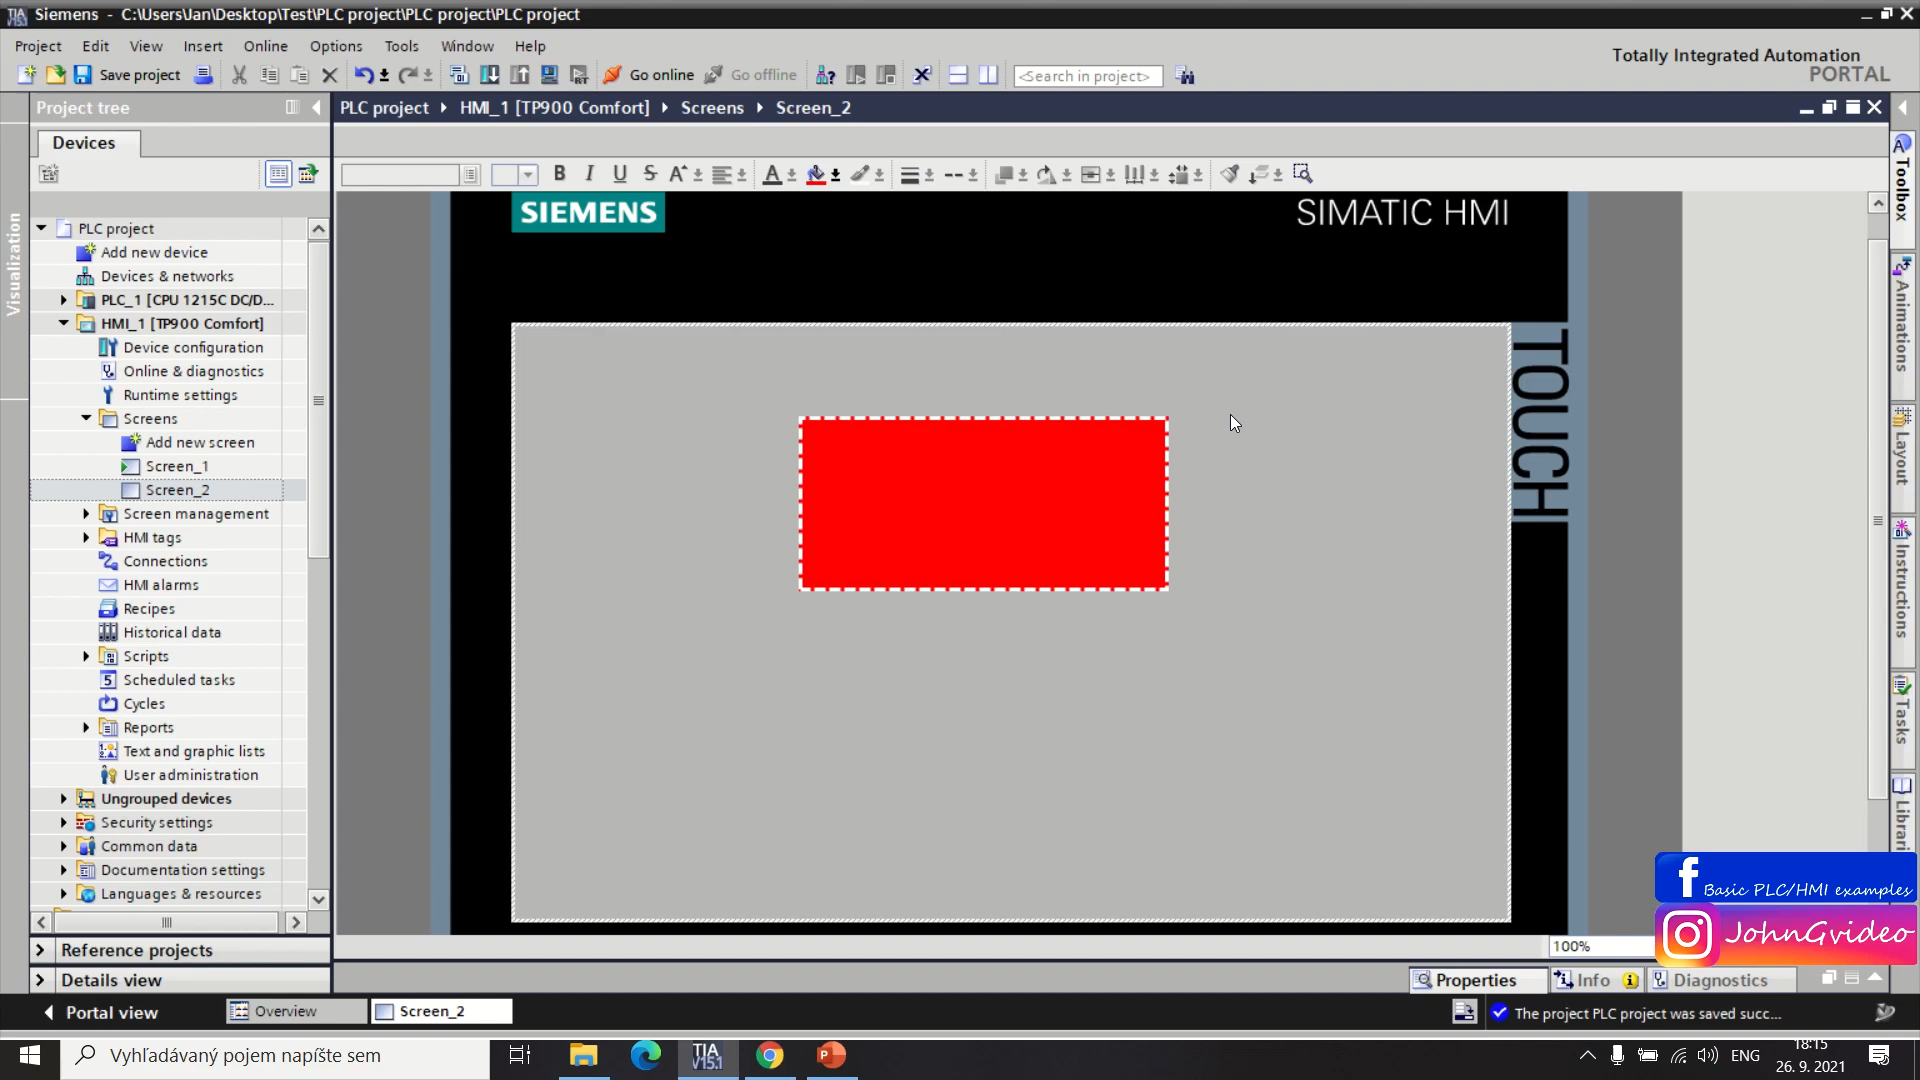 Siemens - C:\Users\Jan\Desktop\Test\PLC project\PLC project\PLC project
Project Edit View Insert Online Options Tools Window Help
Totally Integrated Automation
PORTAL
Save project
Go online
Go offline
<Search in project>
Project tree
PLC project HMI_1 [TP900 Comfort] Screens Screen_2
Devices
B I U S A A
Visualization
PLC project
Add new device
Devices & networks
PLC_1 [CPU 1215C DC/D...
HMI_1 [TP900 Comfort]
Device configuration
Online & diagnostics
Runtime settings
Screens
Add new screen
Screen_1
Screen_2
Screen management
HMI tags
Connections
HMI alarms
Recipes
Historical data
Scripts
Scheduled tasks
Cycles
Reports
Text and graphic lists
User administration
Ungrouped devices
Security settings
Common data
Documentation settings
Languages & resources
Reference projects
Details view
SIEMENS
SIMATIC HMI
TOUCH
Toolbox
Animations
Layout
Instructions
Tasks
Librari
Basic PLC/HMI examples
JohnGvideo
100%
Properties Info Diagnostics
Portal view Overview Screen_2
The project PLC project was saved succ...
Vyhľadávaný pojem napíšte sem
TIA
V15.1
ENG
18:15
26. 9. 2021